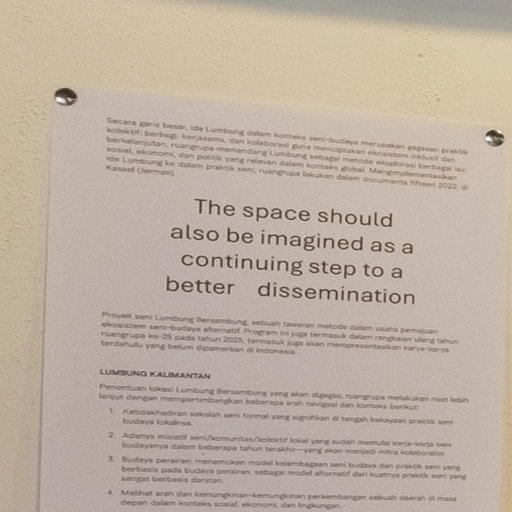 Secara garis besar, ide Lumbung dalam konteks seni-budaya merupakan gagasan praktik
kolektif: berbagi, kerjasama, dan kolaborasi guna menciptakan ekosistem inklusif dan
berkelanjutan, ruangrupa memandang Lumbung sebagai metode eksplorasi berbagai isu:
sosial, ekonomi, dan politik yang relevan dalam konteks global. Mengimplementasikan
ide Lumbung ke dalam praktik seni, ruangrupa lakukan dalam documenta fifteen 2022, di
Kassel (Jerman).
The space should
also be imagined as a
continuing step to a
better dissemination
Proyek seni Lumbung Bersambung, sebuah tawaran metode dalam usaha pemajuan
ekosistem seni-budaya alternatif. Program ini juga termasuk dalam rangkaian ulang tahun
ruangrupa ke-25 pada tahun 2025, termasuk juga akan mempresentasikan karya-karya
terdahulu yang belum dipamerkan di Indonesia.
LUMBUNG KALIMANTAN
Penentuan lokasi Lumbung Bersambung yang akan digagas, ruangrupa melakukan riset lebih
lanjut dengan mempertimbangkan beberapa arah navigasi dan konteks berikut:
1. Ketidakhadiran sekolah seni formal yang signifikan di tengah kekayaan praktik seni
budaya lokalnya.
2. Adanya inisiatif seni/komunitas/kolektif lokal yang sudah memulai kerja-kerja seni
budayanya dalam beberapa tahun terakhir—yang akan menjadi mitra kolaborator.
3. Budaya perairan: menemukan model kelembagaan seni budaya dan praktik seni yang
berbasis pada budaya perairan, sebagai model alternatif dari kuatnya praktik seni yang
sangat berbasis daratan.
4. Melihat arah dan kemungkinan-kemungkinan perkembangan sebuah daerah di masa
depan dalam konteks sosial, ekonomi, dan lingkungan.